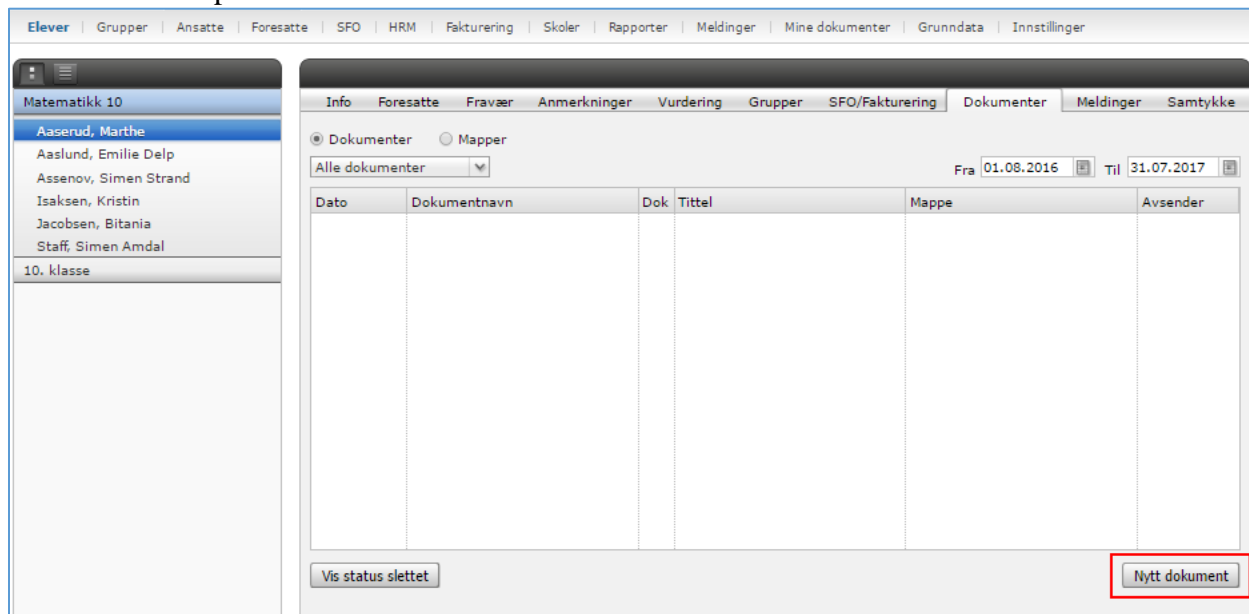 Elever | Grupper | Ansatte | Foresatte | SFO | HRM | Fakturering | Skoler | Rapporter | Meldinger | Mine dokumenter | Grunndata | Innstillinger
Matematikk 10
Aaserud, Marthe
Aaslund, Emilie Delp
Assenov, Simen Strand
Isaksen, Kristin
Jacobsen, Bitania
Staff, Simen Amdal
10. klasse
Info Foresatte Fravær Anmerkninger Vurdering Grupper SFO/Fakturering Dokumenter Meldinger Samtykke
Dokumenter Mapper
Alle dokumenter Fra 01.08.2016 Til 31.07.2017
Dato Dokumentnavn Dok Tittel Mappe Avsender
Vis status slettet Nytt dokument